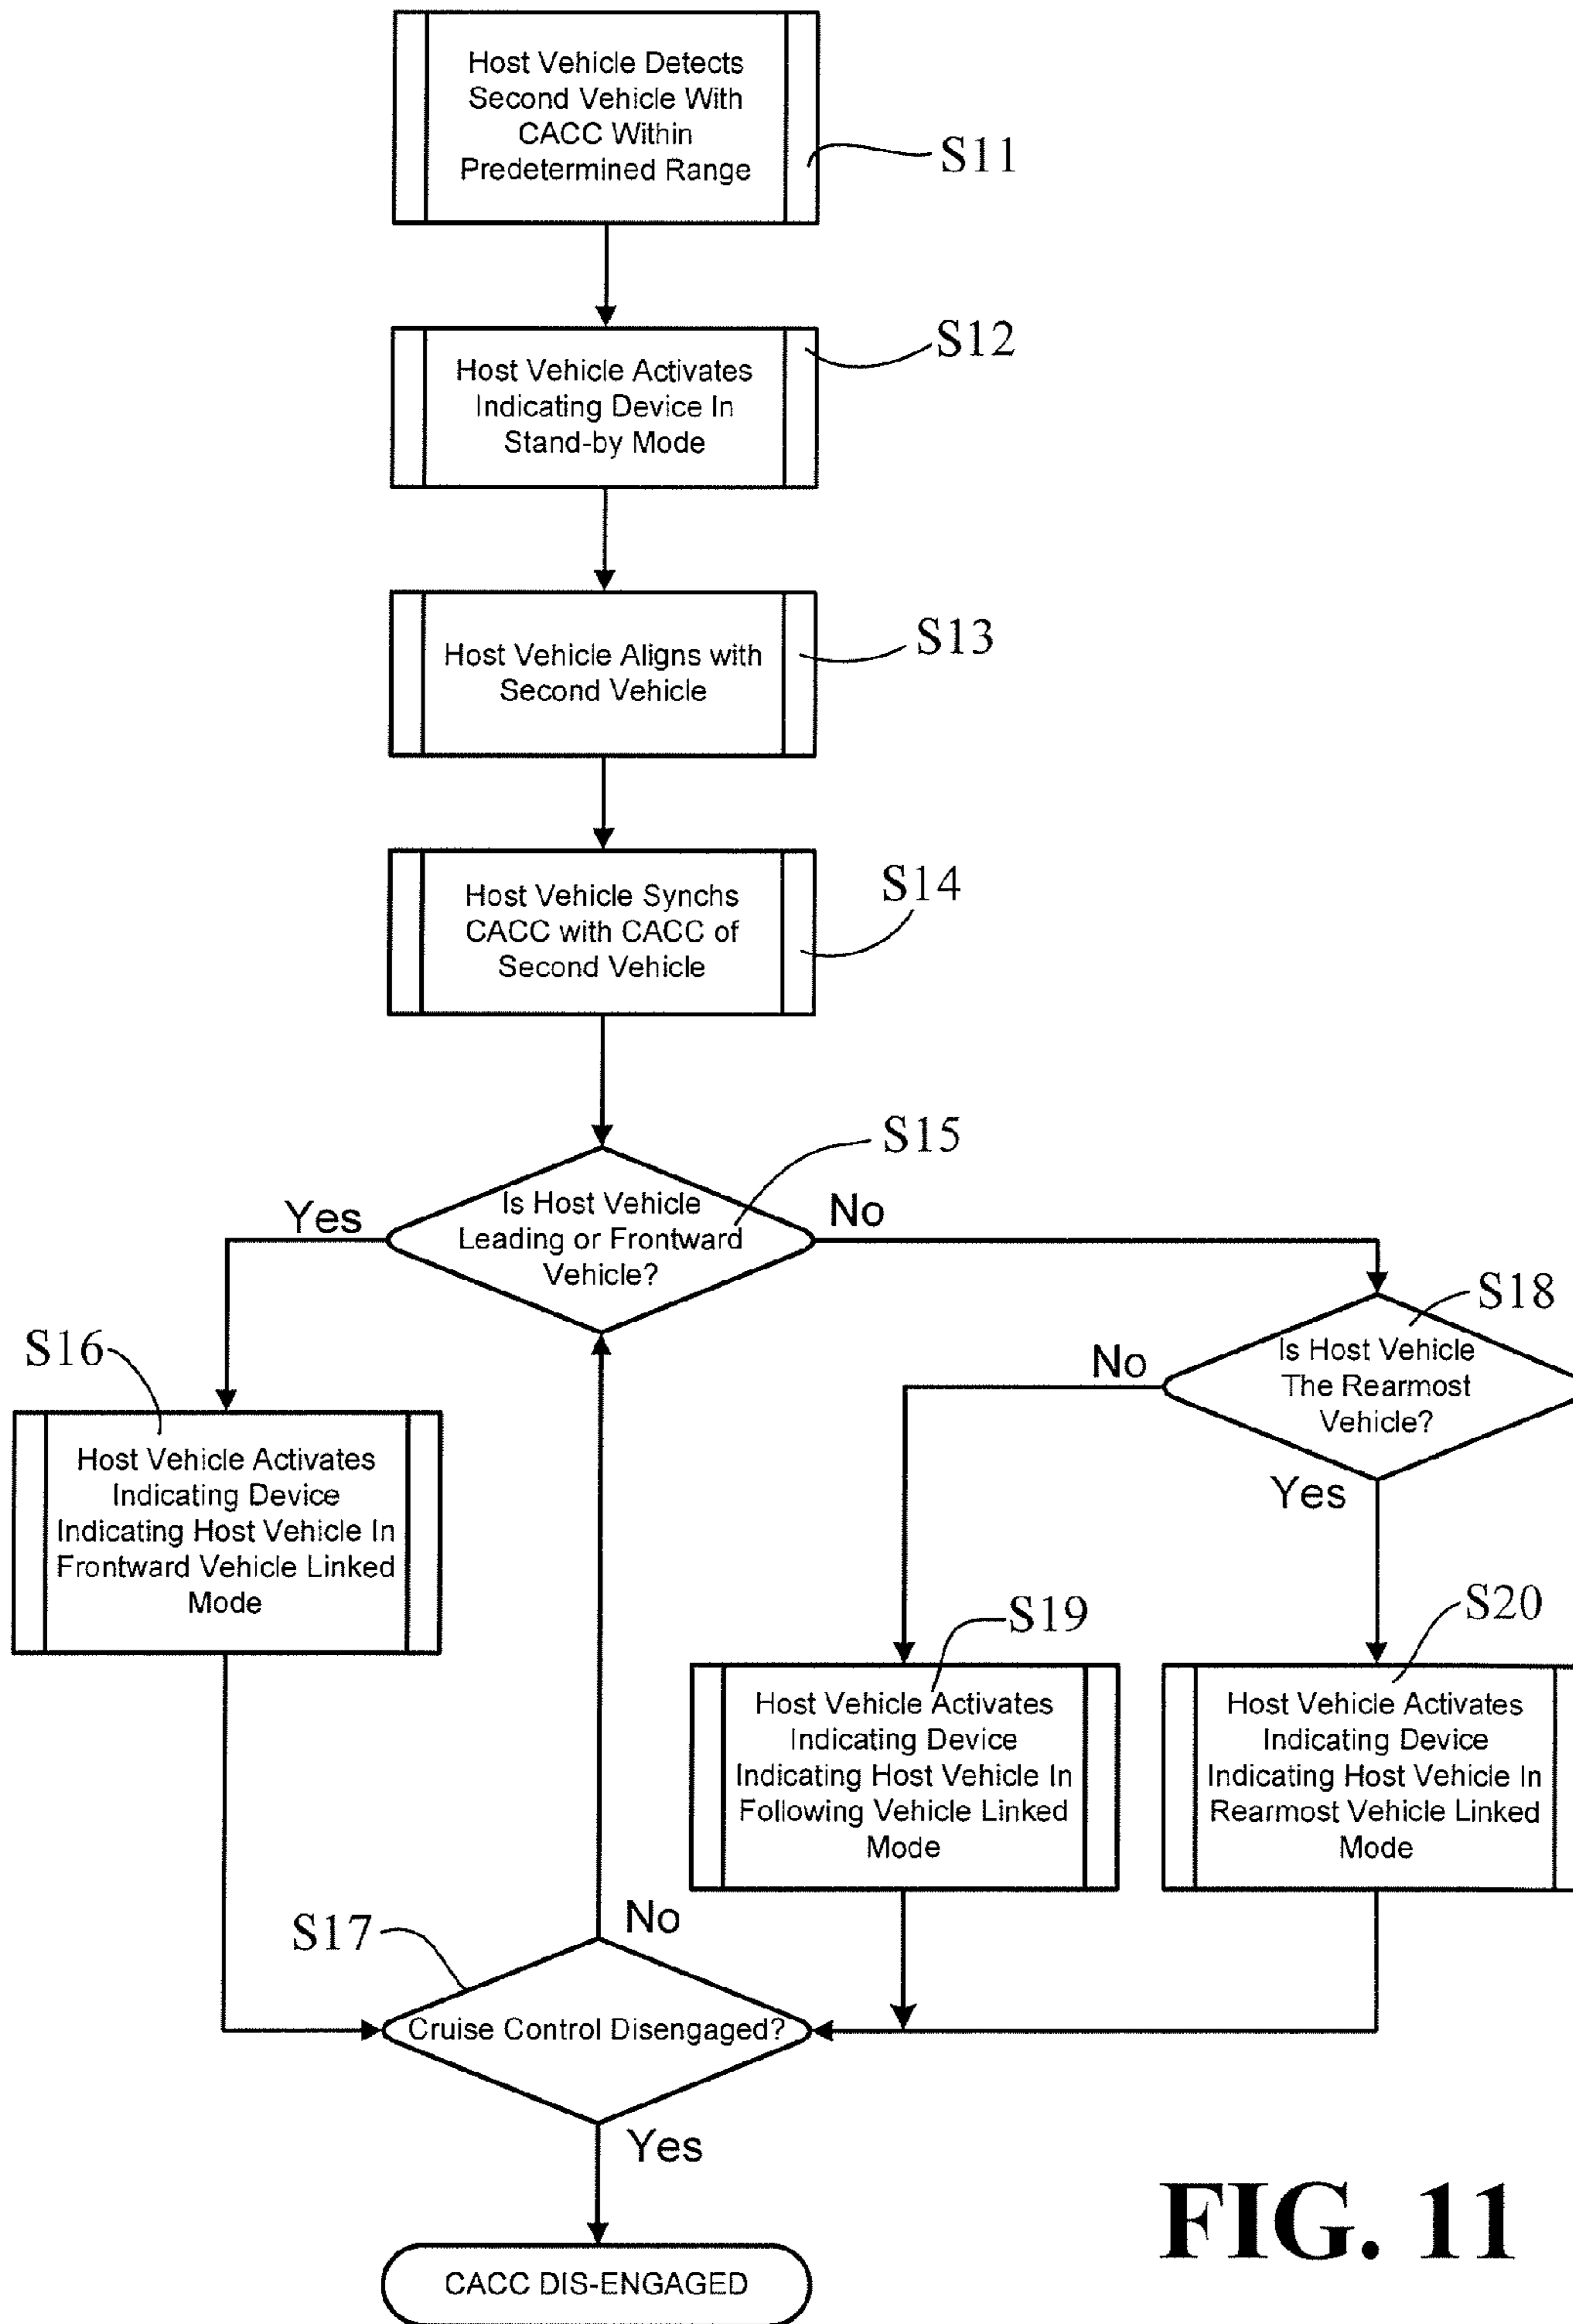 Host Vehicle Detects
Second Vehicle With
CACC Within
Predetermined Range
S11
Host Vehicle Activates
Indicating Device In
Stand-by Mode
S12
Host Vehicle Aligns with
Second Vehicle
S13
Host Vehicle Synchs
CACC with CACC of
Second Vehicle
S14
Is Host Vehicle
Leading or Frontward
Vehicle?
S15
Yes
No
S16
Host Vehicle Activates
Indicating Device
Indicating Host Vehicle In
Frontward Vehicle Linked
Mode
S18
Is Host Vehicle
The Rearmost
Vehicle?
No
Yes
S19
Host Vehicle Activates
Indicating Device
Indicating Host Vehicle In
Following Vehicle Linked
Mode
S20
Host Vehicle Activates
Indicating Device
Indicating Host Vehicle In
Rearmost Vehicle Linked
Mode
S17
No
Cruise Control Disengaged?
Yes
CACC DIS-ENGAGED
FIG. 11